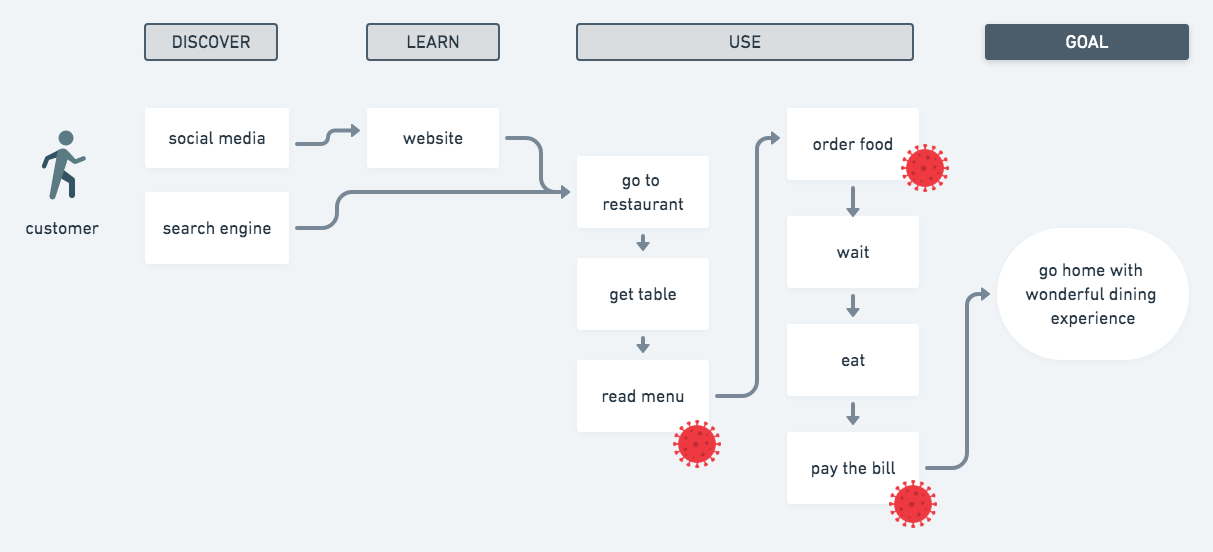 DISCOVER
LEARN
USE
GOAL
customer
social media
search engine
website
go to
restaurant
get table
read menu
order food
wait
eat
pay the bill
go home with
wonderful dining
experience